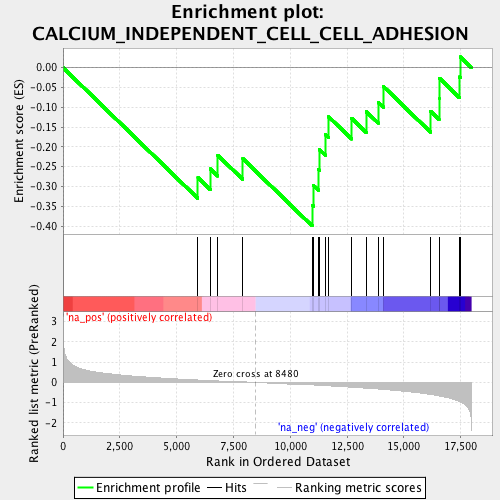 Enrichment plot:
CALCIUM_INDEPENDENT_CELL_CELL_ADHESION
Enrichment score (ES)
0.00
-0.05
-0.10
-0.15
-0.20
-0.25
-0.30
-0.35
-0.40
'na_pos' (positively correlated)
Ranked list metric (PreRanked)
3
2
1
0
-1
-2
Zero cross at 8480
'na_neg' (negatively correlated)
0
2,500
5,000
7,500
10,000
12,500
15,000
17,500
Rank in Ordered Dataset
Enrichment profile
Hits
Ranking metric scores